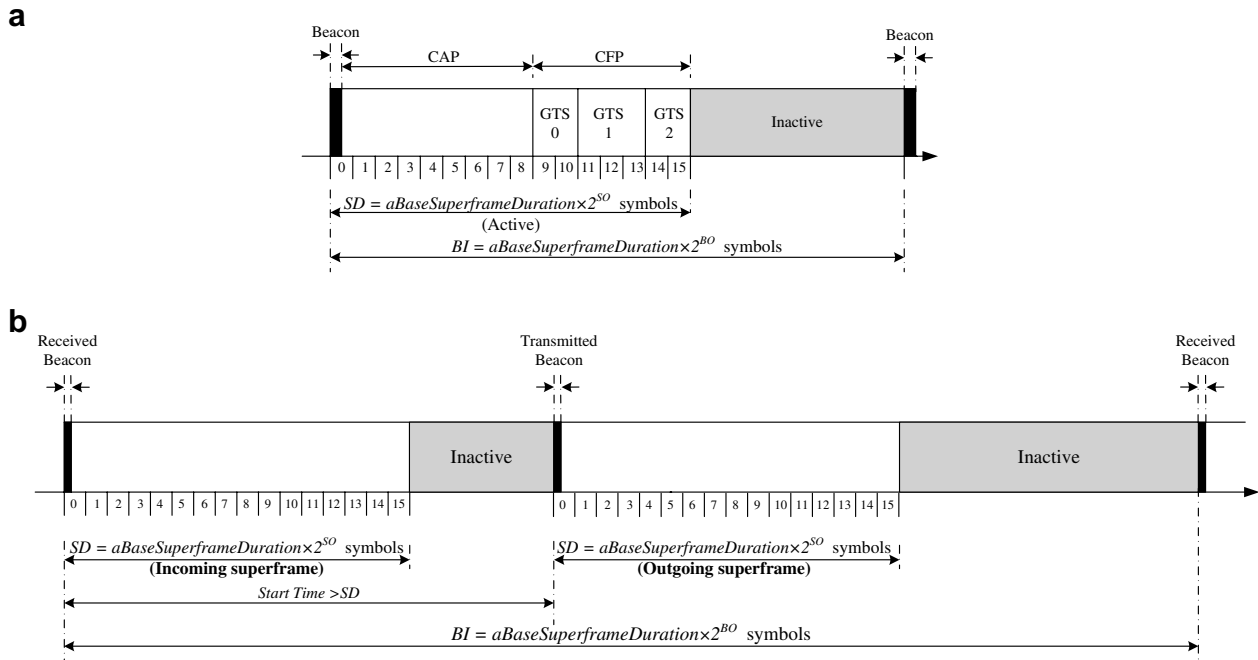 a
Beacon
Beacon
CAP
CFP
GTS 0
GTS 1
GTS 2
Inactive
0 1 2 3 4 5 6 7 8 9 10 11 12 13 14 15
SD = aBaseSuperframeDuration×2^SO symbols
(Active)
BI = aBaseSuperframeDuration×2^BO symbols
b
Received Beacon
Transmitted Beacon
Received Beacon
Inactive
Inactive
0 1 2 3 4 5 6 7 8 9 10 11 12 13 14 15
0 1 2 3 4 5 6 7 8 9 10 11 12 13 14 15
SD = aBaseSuperframeDuration×2^SO symbols
(Incoming superframe)
SD = aBaseSuperframeDuration×2^SO symbols
(Outgoing superframe)
Start Time >SD
BI = aBaseSuperframeDuration×2^BO symbols